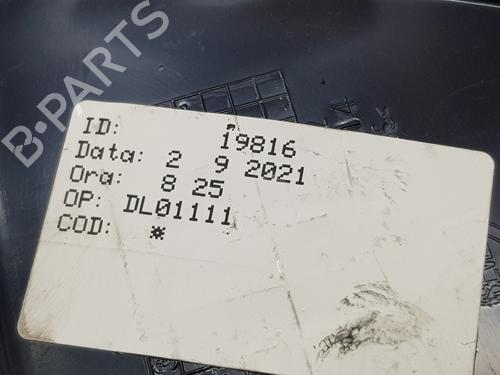 B-PARTS
ID: 19816
Data: 2 9 2021
Ora: 8 25
OP: DL01111
COD: *